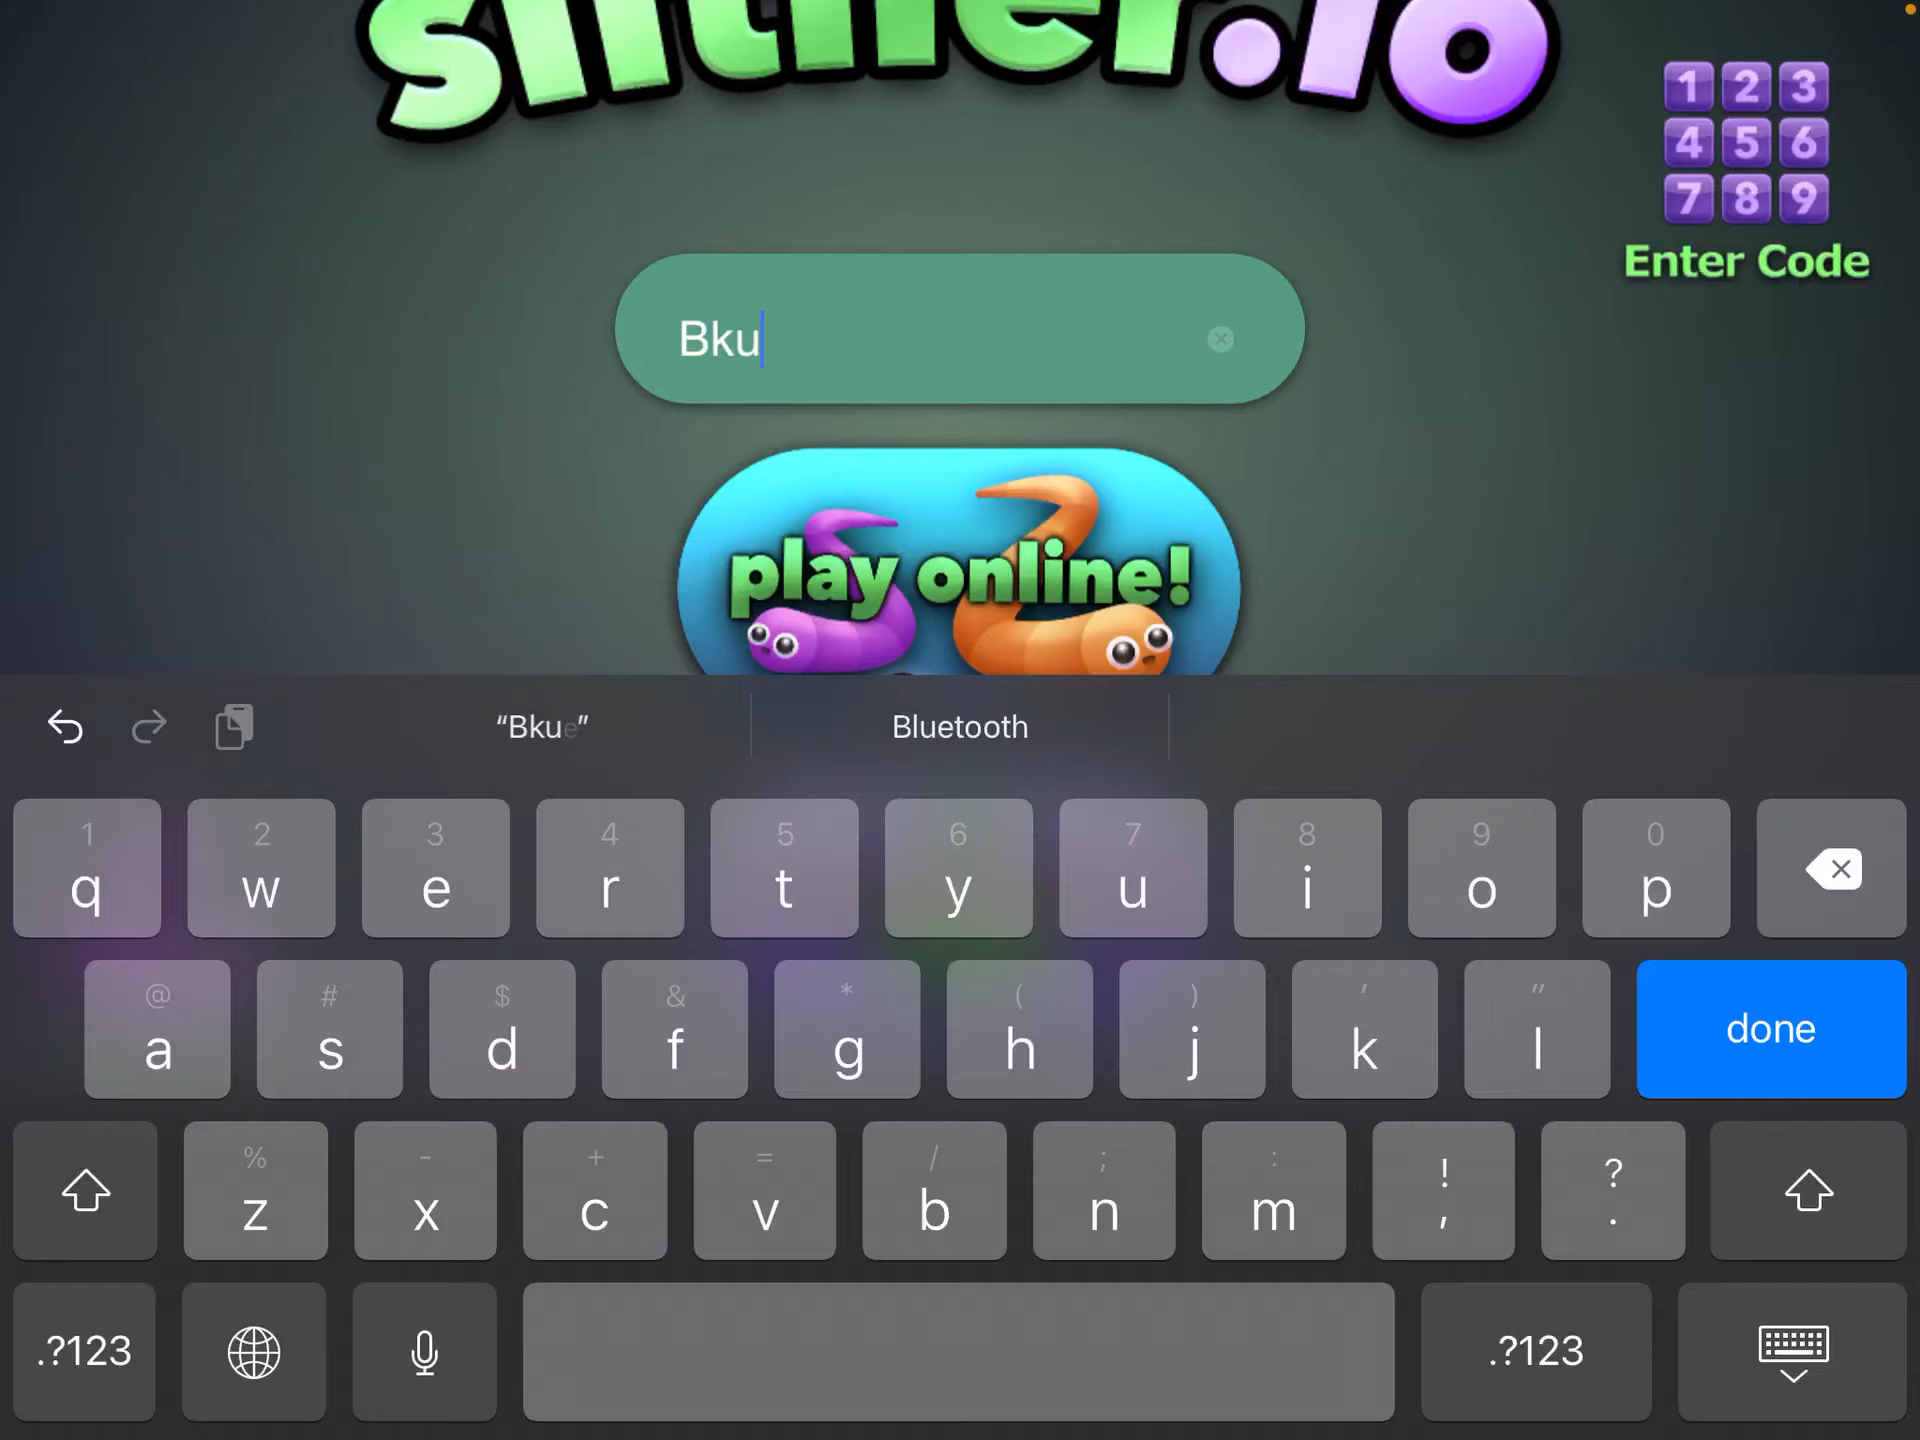 slither.io
1 2 3
4 5 6
7 8 9
Enter Code
Bku
play online!
“Bkue” Bluetooth
1 2 3 4 5 6 7 8 9 0
q w e r t y u i o p
@ # $ & * ( ) ' "
a s d f g h j k l done
% - + = / ; : ! ?
z x c v b n m , .
.?123 .?123